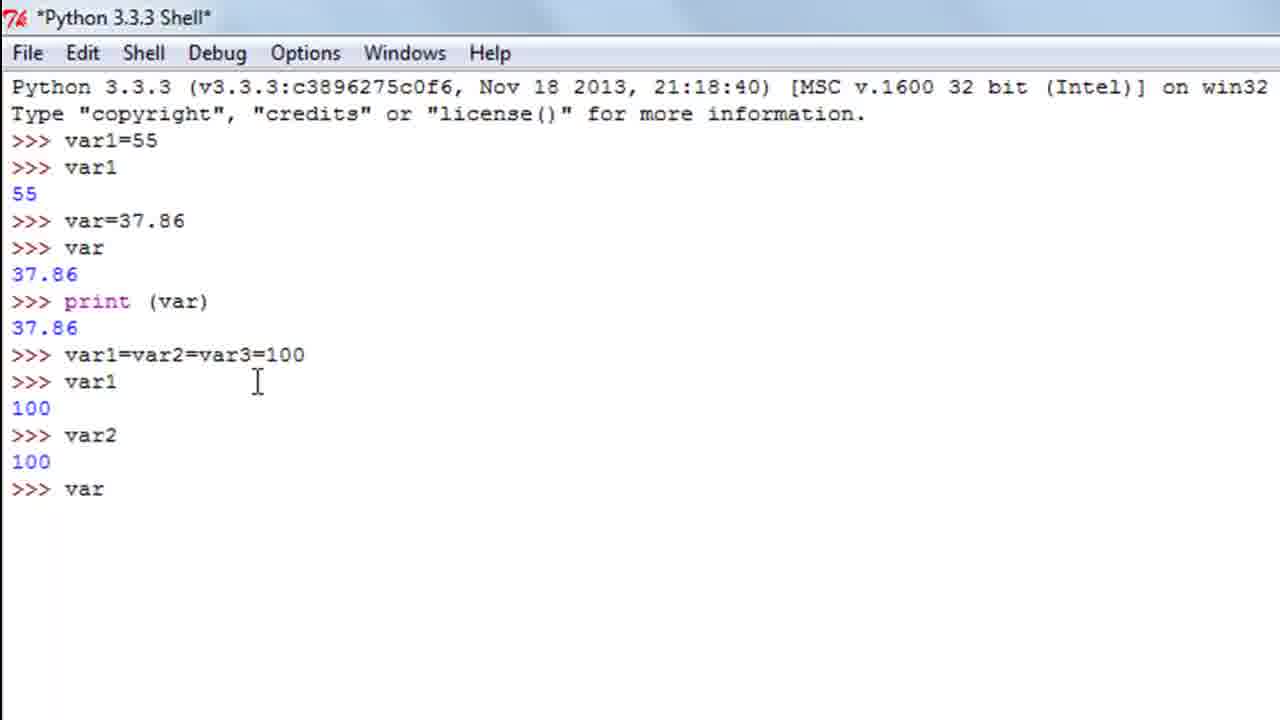 *Python 3.3.3 Shell*
File Edit Shell Debug Options Windows Help
Python 3.3.3 (v3.3.3:c3896275c0f6, Nov 18 2013, 21:18:40) [MSC v.1600 32 bit (Intel)] on win32
Type "copyright", "credits" or "license()" for more information.
>>> var1=55
>>> var1
55
>>> var=37.86
>>> var
37.86
>>> print (var)
37.86
>>> var1=var2=var3=100
>>> var1
100
>>> var2
100
>>> var